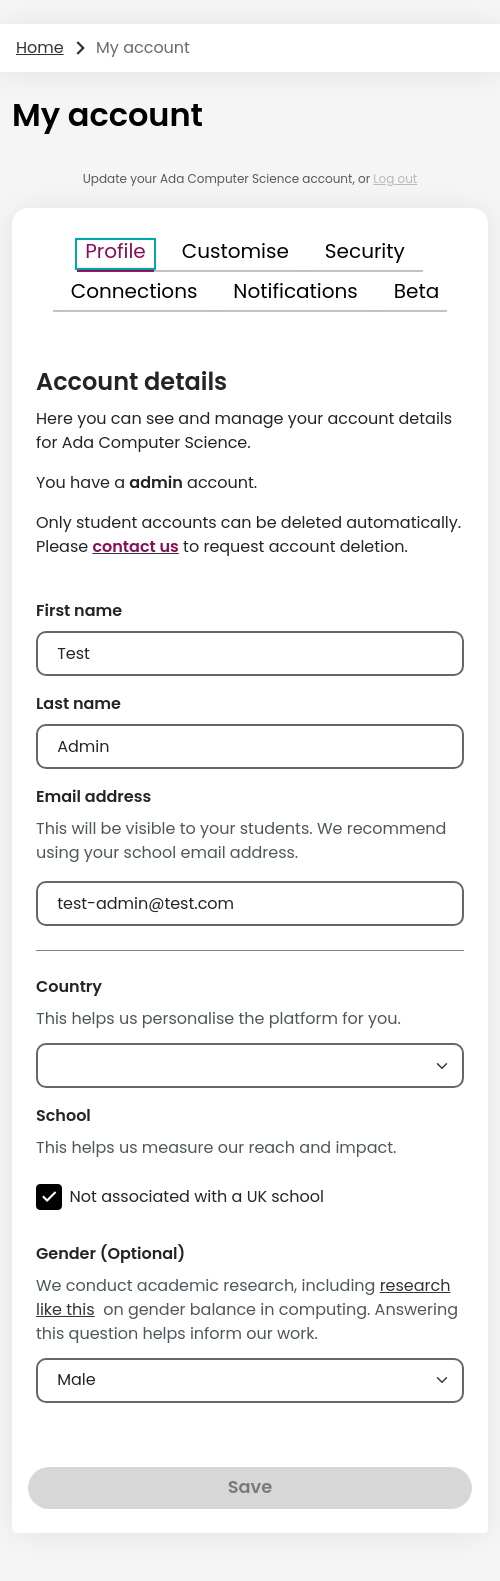 Home > My account
My account
Update your Ada Computer Science account, or Log out
Profile Customise Security
Connections Notifications Beta
Account details
Here you can see and manage your account details
for Ada Computer Science.
You have a admin account.
Only student accounts can be deleted automatically.
Please contact us to request account deletion.
First name
Test
Last name
Admin
Email address
This will be visible to your students. We recommend
using your school email address.
test-admin@test.com
Country
This helps us personalise the platform for you.
School
This helps us measure our reach and impact.
Not associated with a UK school
Gender (Optional)
We conduct academic research, including research
like this on gender balance in computing. Answering
this question helps inform our work.
Male
Save